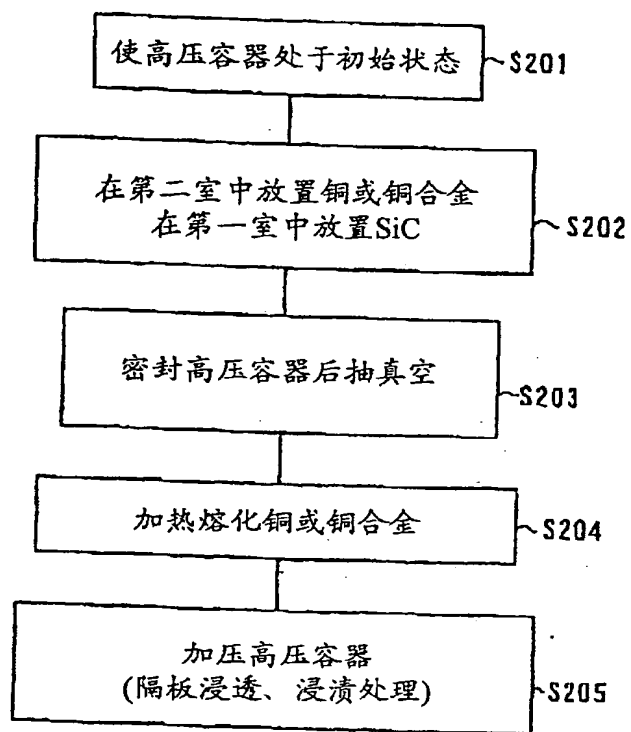 使高压容器处于初始状态
S201
在第二室中放置铜或铜合金
在第一室中放置SiC
S202
密封高压容器后抽真空
S203
加热熔化铜或铜合金
S204
加压高压容器
(隔板浸透、浸渍处理)
S205